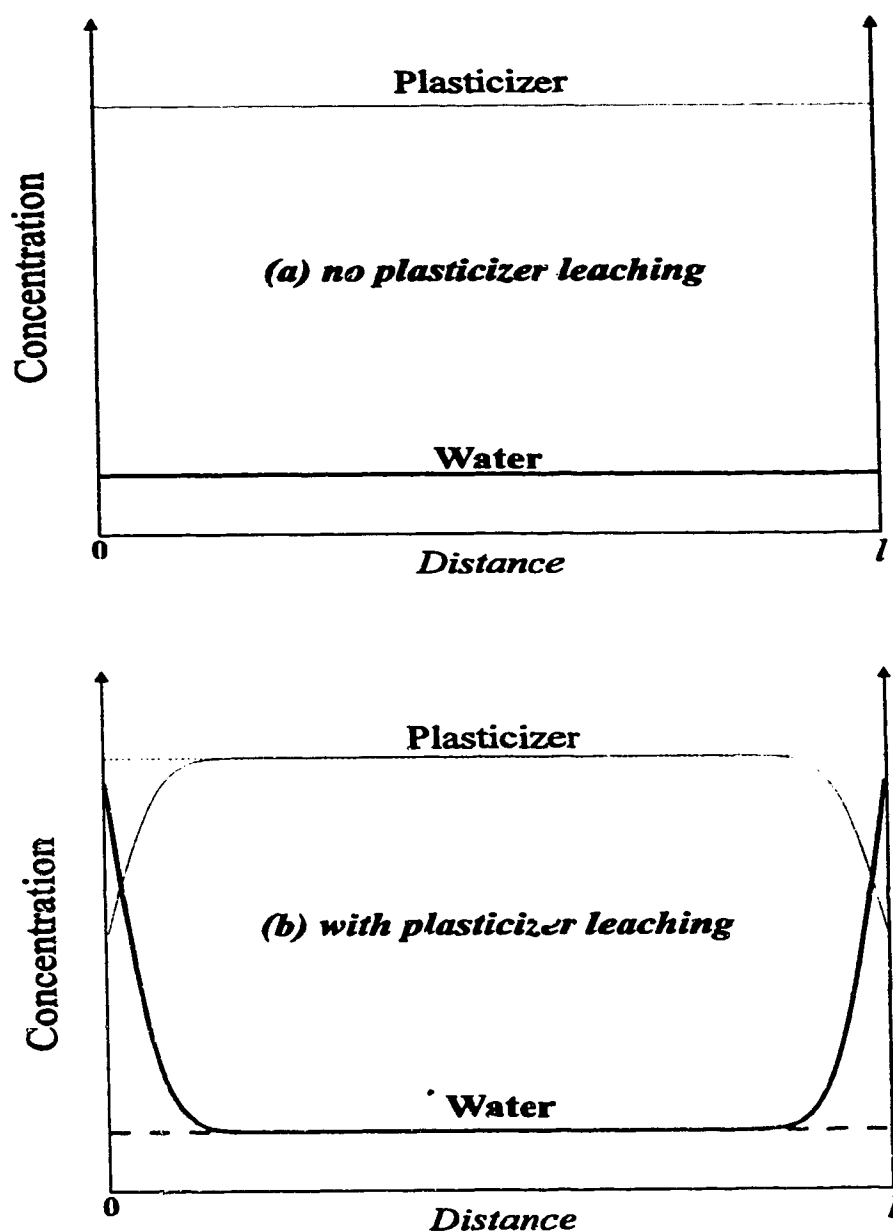 Plasticizer
Concentration
(a) no plasticizer leaching
Water
0
l
Distance
Plasticizer
Concentration
(b) with plasticizer leaching
Water
0
l
Distance